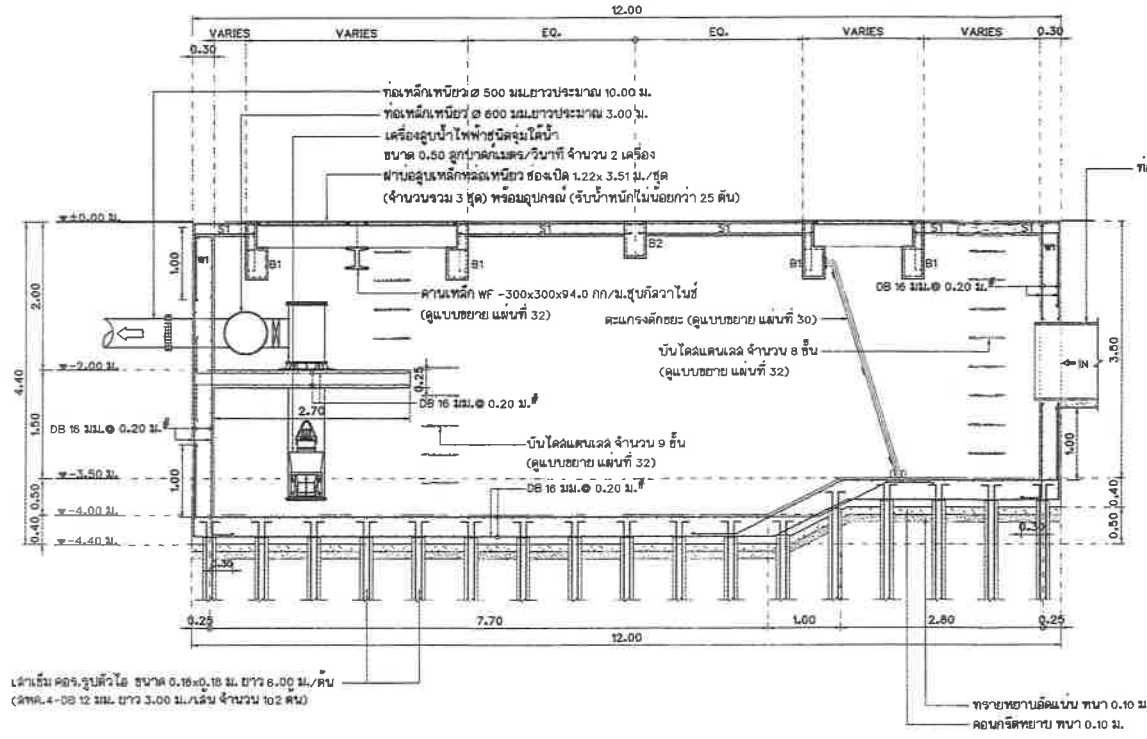 12.00
VARIES VARIES EQ. EQ. VARIES VARIES
0.30 0.30
ท่อเหล็กเหนียว Ø 500 มม.ยาวประมาณ 10.00 ม.
ท่อเหล็กเหนียว Ø 600 มม.ยาวประมาณ 3.00 ม.
เครื่องสูบน้ำไฟฟ้าชนิดจุ่มใต้น้ำ
ขนาด 0.50 ลูกบาศก์เมตร/วินาที จำนวน 2 เครื่อง
ฝาบ่อสูบเหล็กหล่อเหนียว ช่องเปิด 1.22x 3.51 ม./ชุด
(จำนวนรวม 3 ชุด) พร้อมอุปกรณ์ (รับน้ำหนักไม่น้อยกว่า 25 ตัน)
±0.00 ม.
S1 S1 S1 S1 S1
W1 B1 B1 B2 B1 B1 W1
1.00
2.00
DB 16 มม.@ 0.20 ม.#
คานเหล็ก WF -300x300x94.0 กก/ม.ชุบกัลวาไนซ์
(ดูแบบขยาย แผ่นที่ 32)
ตะแกรงดักขยะ (ดูแบบขยาย แผ่นที่ 30)
บันไดสแตนเลส จำนวน 8 ขั้น
(ดูแบบขยาย แผ่นที่ 32)
IN
-2.00 ม.
0.25
2.70
DB 16 มม.@ 0.20 ม.#
4.40
1.50
DB 16 มม.@ 0.20 ม.#
บันไดสแตนเลส จำนวน 9 ขั้น
(ดูแบบขยาย แผ่นที่ 32)
1.00
1.00
-3.50 ม.
DB 16 มม.@ 0.20 ม.#
0.50
0.40
-4.00 ม.
0.40
0.50
-4.40 ม.
0.30
0.30
0.25 7.70 1.00 2.80 0.25
12.00
เสาเข็ม คอร.รูปตัวไอ ขนาด 0.18x0.18 ม. ยาว 6.00 ม./ต้น
4-DB 12 มม. ยาว 3.00 ม./เส้น จำนวน 102 ต้น)
ทรายหยาบอัดแน่น หนา 0.10 ม
คอนกรีตหยาบ หนา 0.10 ม.